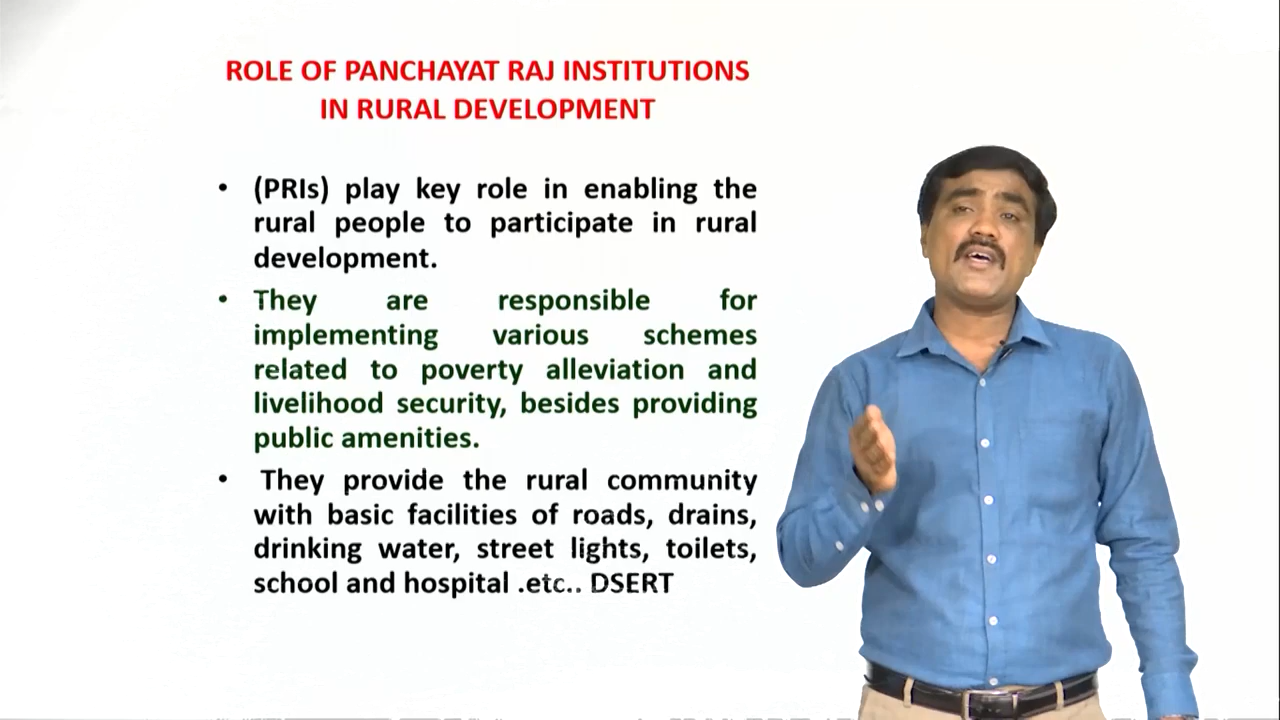 ROLE OF PANCHAYAT RAJ INSTITUTIONS
IN RURAL DEVELOPMENT
• (PRIs) play key role in enabling the
rural people to participate in rural
development.
• They are responsible for
implementing various schemes
related to poverty alleviation and
livelihood security, besides providing
public amenities.
• They provide the rural community
with basic facilities of roads, drains,
drinking water, street lights, toilets,
school and hospital .etc.. DSERT